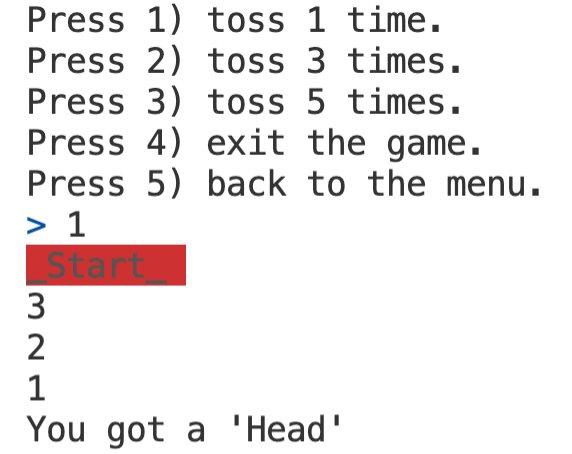 Press 1) toss 1 time.
Press 2) toss 3 times.
Press 3) toss 5 times.
Press 4) exit the game.
Press 5) back to the menu.
> 1
_Start_
3
2
1
You got a 'Head'